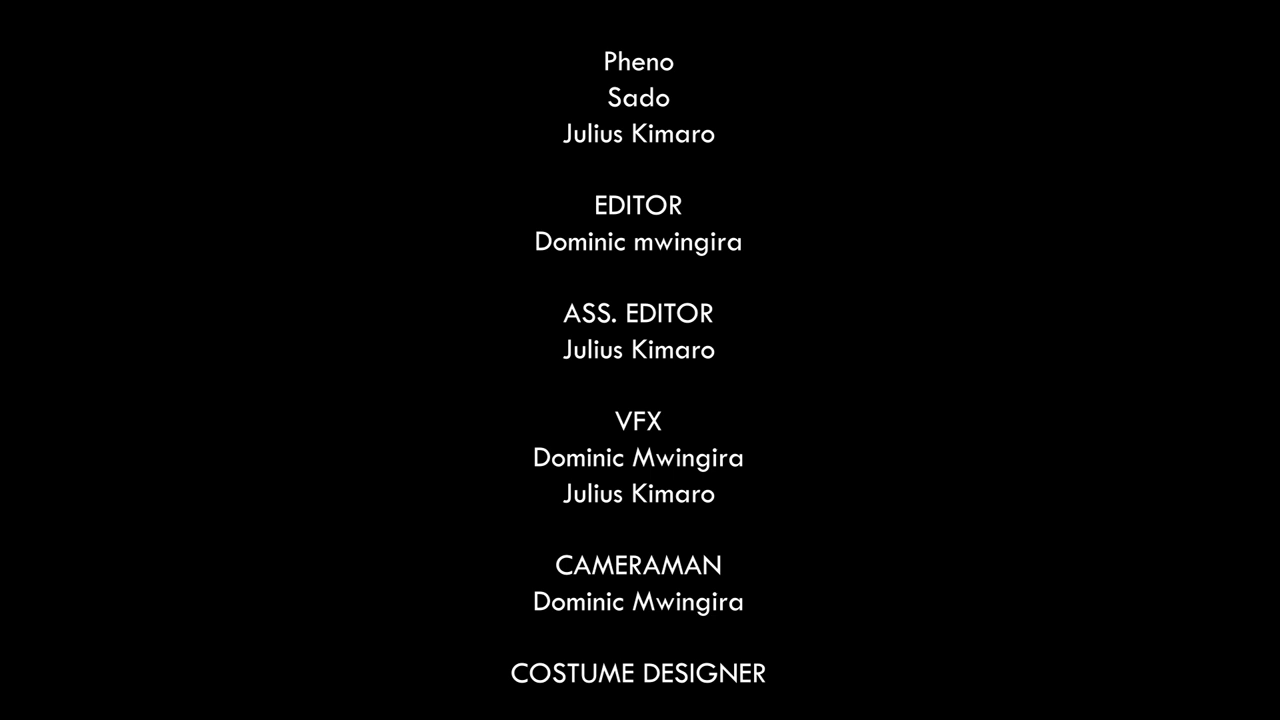 Pheno
Sado
Julius Kimaro
EDITOR
Dominic mwingira
ASS. EDITOR
Julius Kimaro
VFX
Dominic Mwingira
Julius Kimaro
CAMERAMAN
Dominic Mwingira
COSTUME DESIGNER